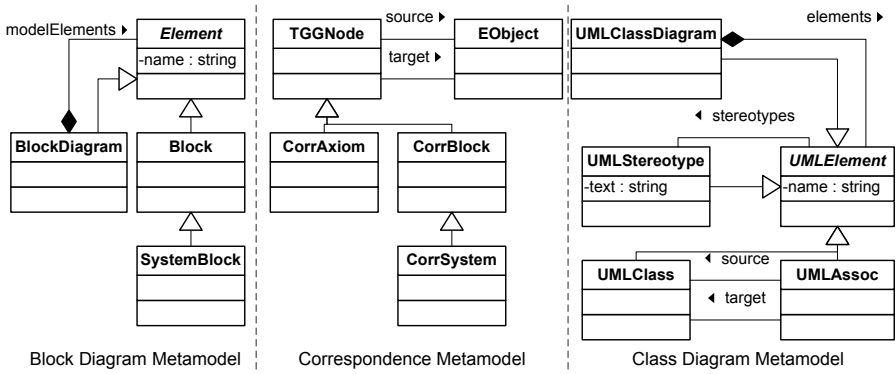 modelElements ▶
Element
-name : string
BlockDiagram
Block
SystemBlock
Block Diagram Metamodel
TGGNode
source ▶
target ▶
EObject
CorrAxiom
CorrBlock
CorrSystem
Correspondence Metamodel
UMLClassDiagram
elements ▶
◀ stereotypes
UMLStereotype
-text : string
UMLElement
-name : string
UMLClass
◀ source
◀ target
UMLAssoc
Class Diagram Metamodel